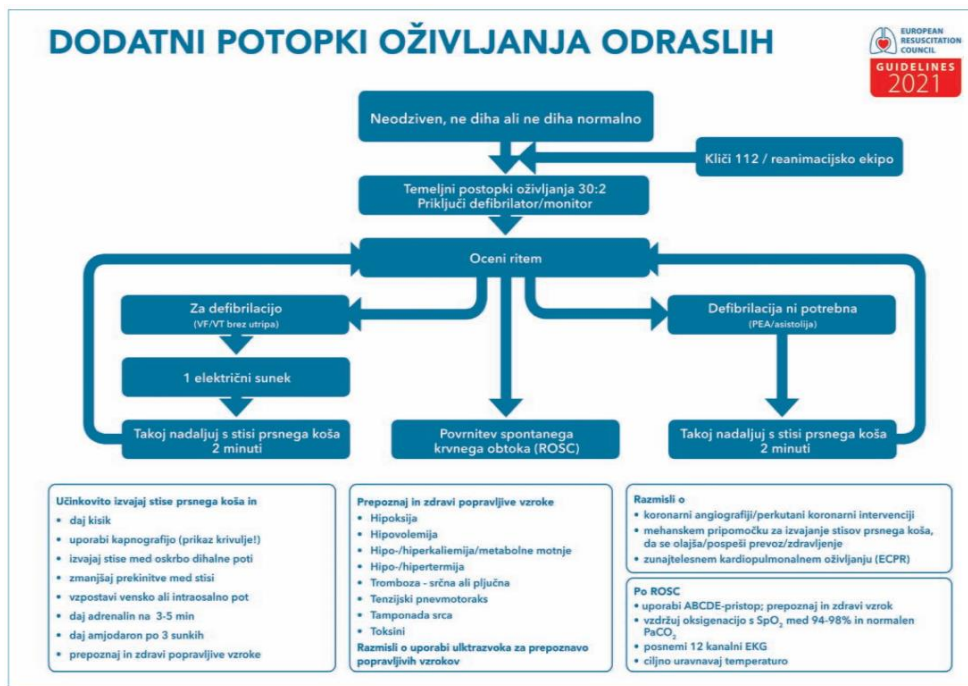 DODATNI POTOPKI OŽIVLJANJA ODRASLIH
EUROPEAN
RESUSCITATION
COUNCIL
GUIDELINES
2021
Neodziven, ne diha ali ne diha normalno
Kliči 112 / reanimacijsko ekipo
Temeljni postopki oživljanja 30:2
Priključi defibrilator/monitor
Oceni ritem
Za defibrilacijo
(VF/VT brez utripa)
Defibrilacija ni potrebna
(PEA/asistolija)
1 električni sunek
Takoj nadaljuj s stisi prsnega koša
2 minuti
Povrnitev spontanega
krvnega obtoka (ROSC)
Takoj nadaljuj s stisi prsnega koša
2 minuti
Učinkovito izvajaj stise prsnega koša in
• daj kisik
• uporabi kapnografijo (prikaz krivulje!)
• izvajaj stise med oskrbo dihalne poti
• zmanjšaj prekinitve med stisi
• vzpostavi vensko ali intraosalno pot
• daj adrenalin na 3-5 min
• daj amjodaron po 3 sunkih
• prepoznaj in zdravi popravljive vzroke
Prepoznaj in zdravi popravljive vzroke
• Hipoksija
• Hipovolemija
• Hipo-/hiperkaliemija/metabolne motnje
• Hipo-/hipertermija
• Tromboza - srčna ali pljučna
• Tenzijski pnevmotoraks
• Tamponada srca
• Toksini
Razmisli o uporabi ulktrazvoka za prepoznavo
popravljivih vzrokov
Razmisli o
• koronarni angiografiji/perkutani koronarni intervenciji
• mehanskem pripomočku za izvajanje stisov prsnega koša,
da se olajša/pospeši prevoz/zdravljenje
• zunajtelesnem kardiopulmonalnem oživljanju (ECPR)
Po ROSC
• uporabi ABCDE-pristop; prepoznaj in zdravi vzrok
• vzdržuj oksigenacijo s SpO₂ med 94-98% in normalen
PaCO₂
• posnemi 12 kanalni EKG
• ciljno uravnavaj temperaturo